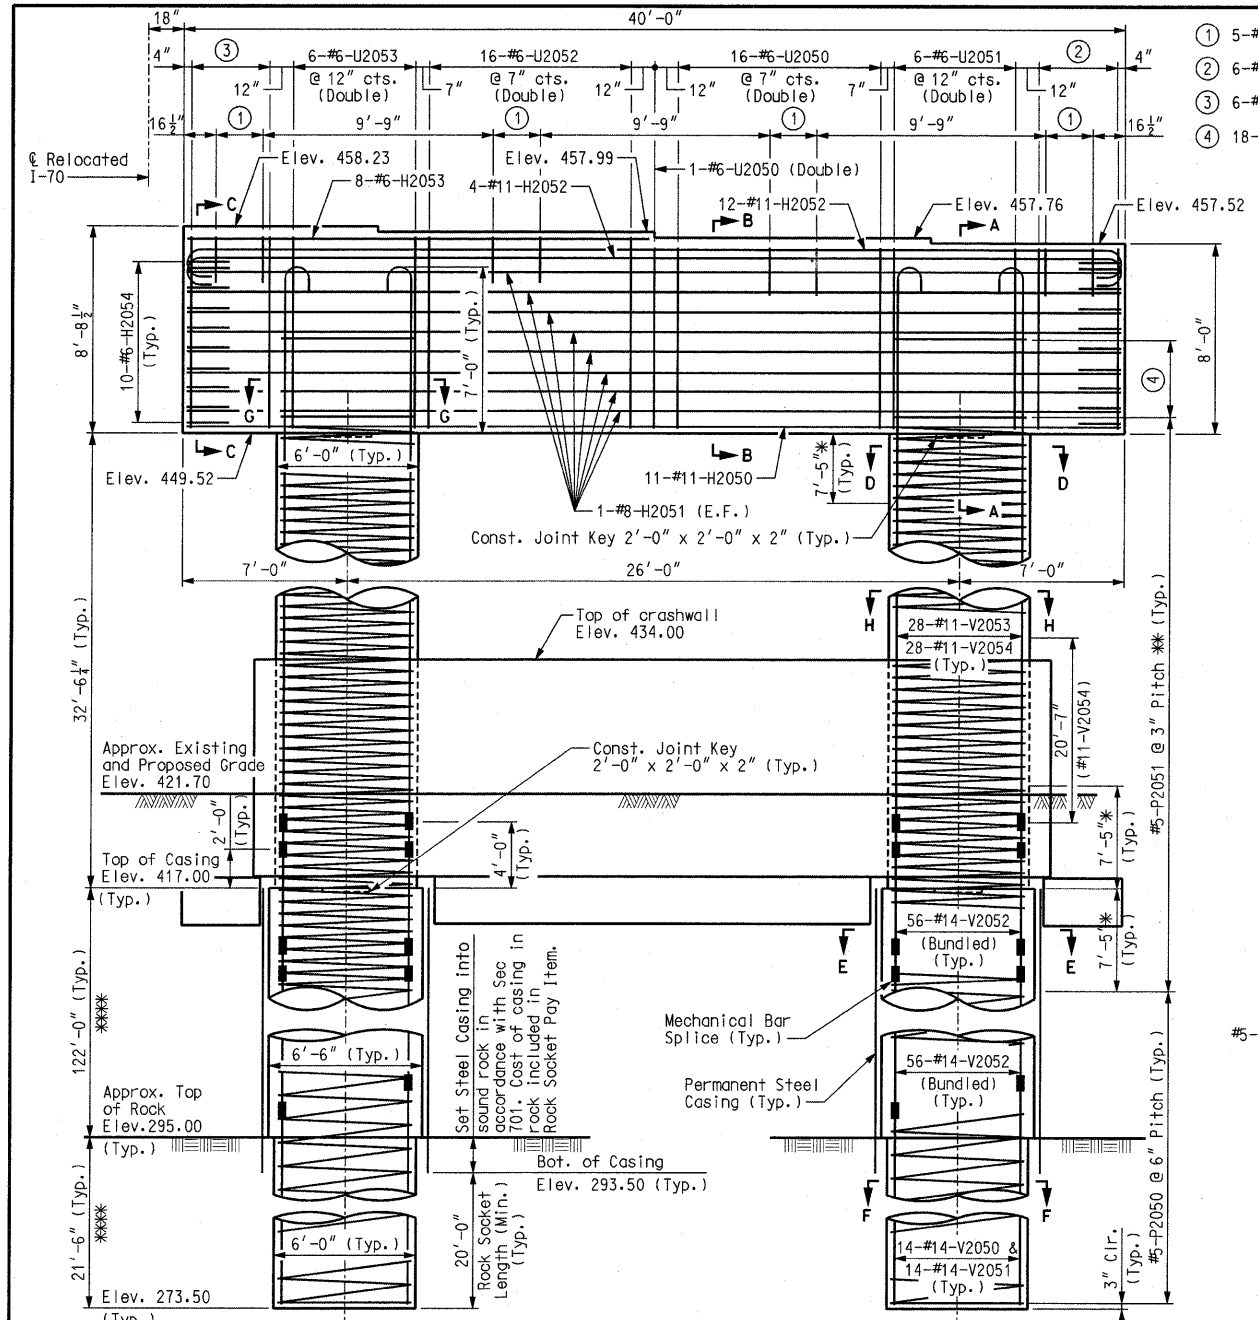 18"
40'-0"
① 5-#
② 6-#
③ 6-#
④ 18-
4"
③
6-#6-U2053
@ 12" cts.
(Double)
16-#6-U2052
@ 7" cts.
(Double)
16-#6-U2050
@ 7" cts.
(Double)
6-#6-U2051
@ 12" cts.
(Double)
②
4"
12"
7"
12"
12"
7"
12"
16½"
①
9'-9"
①
9'-9"
①
9'-9"
①
16½"
℄ Relocated
I-70
Elev. 458.23
Elev. 457.99
1-#6-U2050 (Double)
8-#6-H2053
4-#11-H2052
12-#11-H2052
Elev. 457.76
Elev. 457.52
C
B
A
8'-8½"
10-#6-H2054
(Typ.)
7'-0" (Typ.)
8'-0"
④
G
G
C
B
6'-0" (Typ.)
Elev. 449.52
11-#11-H2050
7'-5"*
(Typ.)
D
D
1-#8-H2051 (E.F.)
A
Const. Joint Key 2'-0" x 2'-0" x 2" (Typ.)
7'-0"
26'-0"
7'-0"
32'-6¼" (Typ.)
Top of crashwall
Elev. 434.00
H
H
28-#11-V2053
28-#11-V2054
(Typ.)
20'-7"
(#11-V2054)
#5-P2051 @ 3" Pitch ** (Typ.)
Approx. Existing
and Proposed Grade
Elev. 421.70
Const. Joint Key
2'-0" x 2'-0" x 2" (Typ.)
2'-0"
(Typ.)
4'-0"
(Typ.)
7'-5"*
(Typ.)
Top of Casing
Elev. 417.00
(Typ.)
56-#14-V2052
(Bundled)
(Typ.)
7'-5"*
(Typ.)
E
E
122'-0" (Typ.)
****
Set Steel Casing into
sound rock in
accordance with Sec
701. Cost of casing in
rock included in
Rock Socket Pay Item.
Mechanical Bar
Splice (Typ.)
#5-
6'-6" (Typ.)
56-#14-V2052
(Bundled)
(Typ.)
Permanent Steel
Casing (Typ.)
Approx. Top
of Rock
Elev.295.00
(Typ.)
#5-P2050 @ 6" Pitch (Typ.)
Bot. of Casing
Elev. 293.50 (Typ.)
F
F
21'-6" (Typ.)
****
6'-0" (Typ.)
20'-0"
Rock Socket
Length (Min.)
(Typ.)
14-#14-V2050 &
14-#14-V2051
(Typ.)
3" Clr.
(Typ.)
Elev. 273.50
(Typ.)